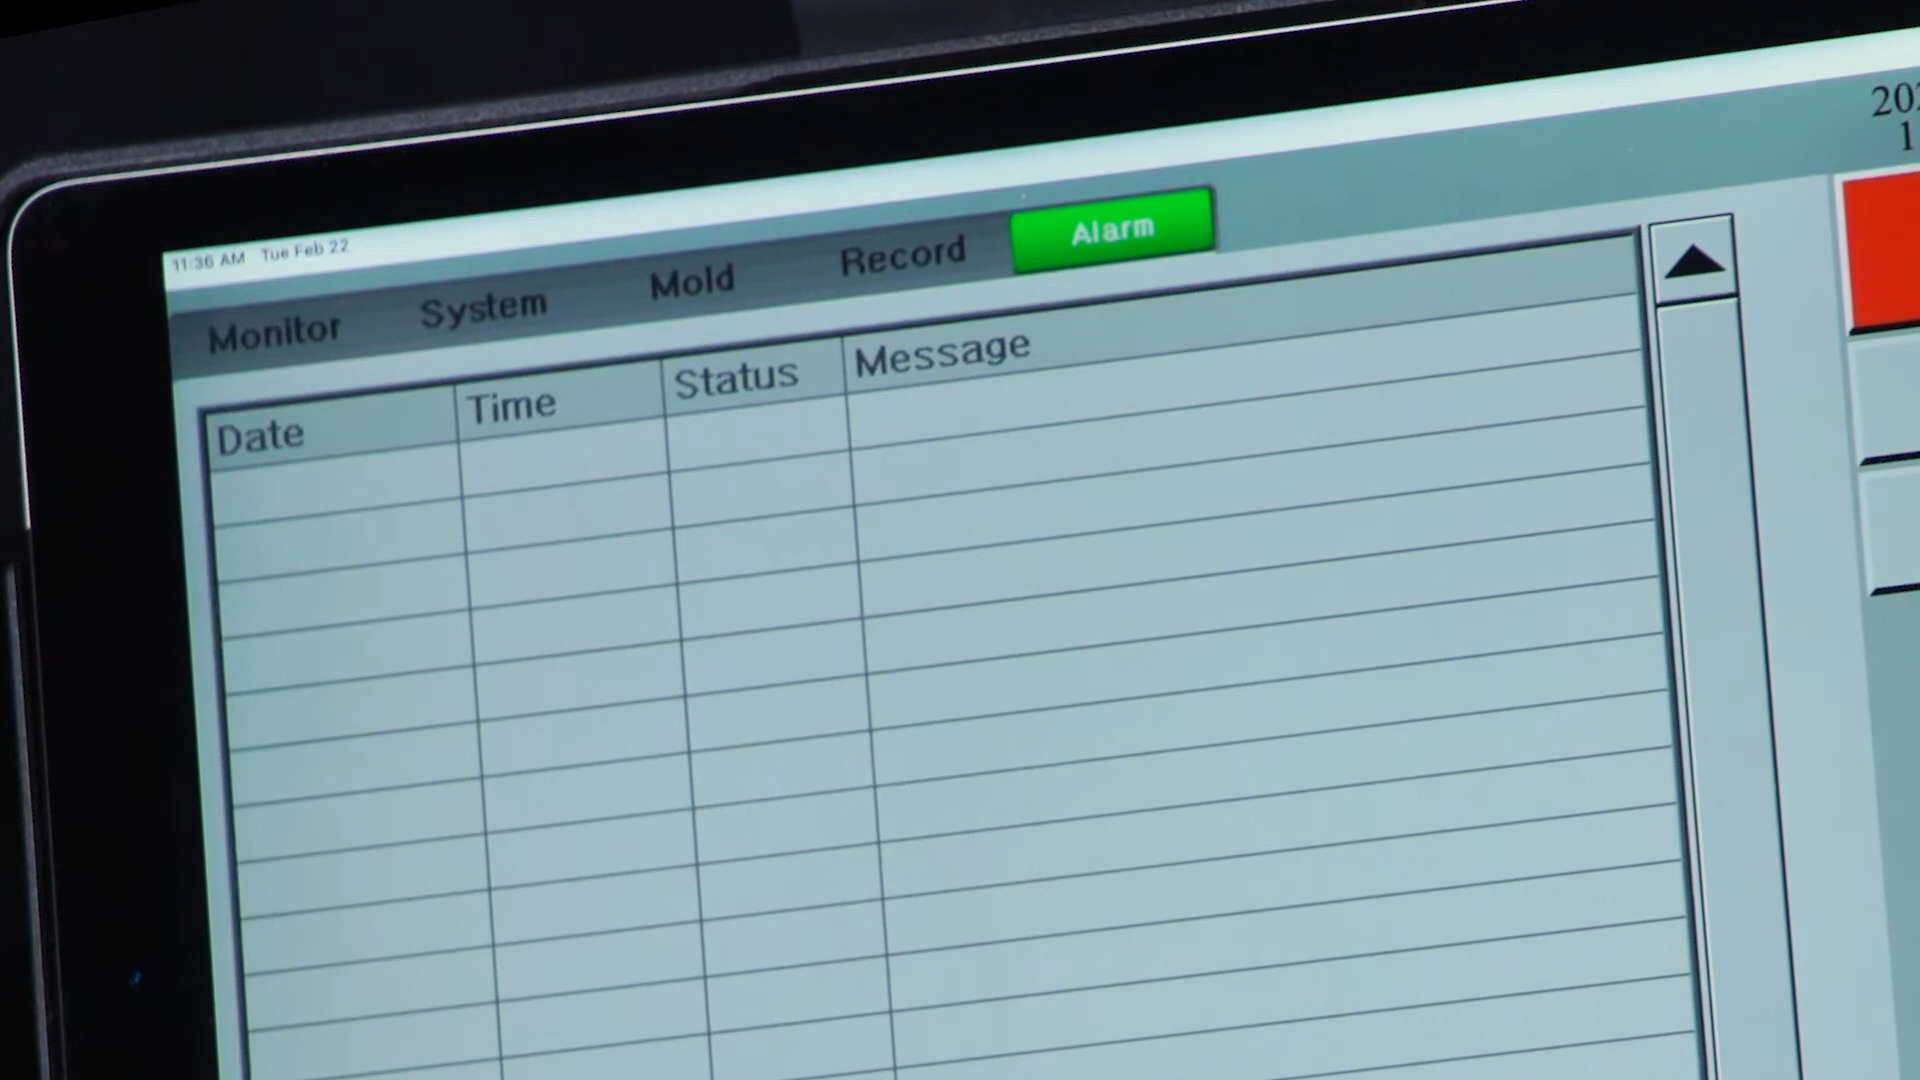 11:36 AM Tue Feb 22
Monitor System Mold Record Alarm
Date Time Status Message